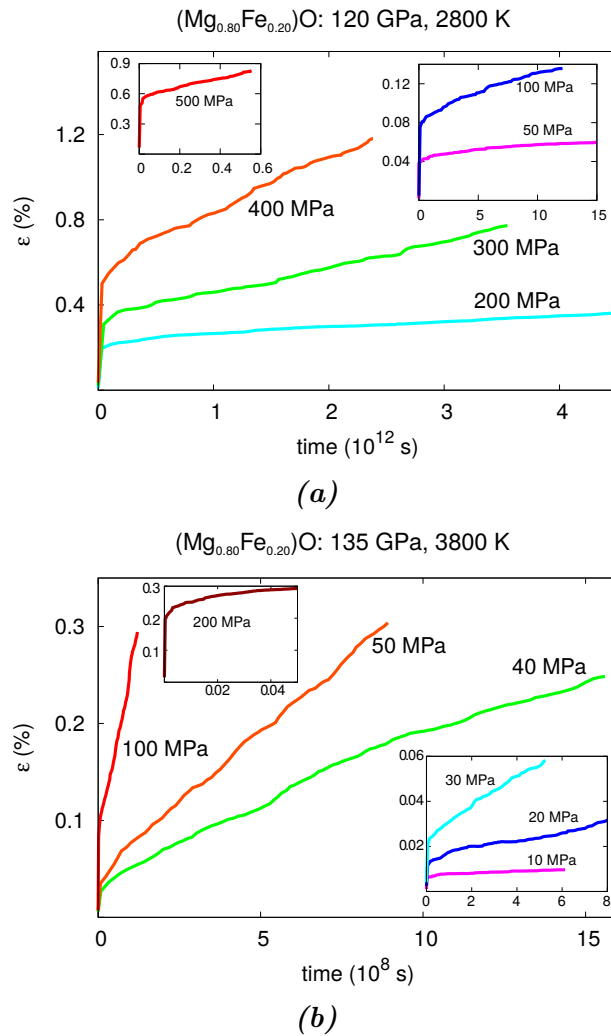 (Mg0.80Fe0.20)O: 120 GPa, 2800 K
0.9
0.6
0.3
0
0.2
0.4
0.6
500 MPa
0.12
0.08
0.04
0
5
10
15
100 MPa
50 MPa
1.2
0.8
0.4
ε (%)
400 MPa
300 MPa
200 MPa
0
1
2
3
4
time (10^12 s)
(a)
(Mg0.80Fe0.20)O: 135 GPa, 3800 K
0.3
0.2
0.1
0.02
0.04
200 MPa
0.3
0.2
0.1
ε (%)
100 MPa
50 MPa
40 MPa
0.06
0.04
0.02
0
2
4
6
8
30 MPa
20 MPa
10 MPa
0
5
10
15
time (10^8 s)
(b)